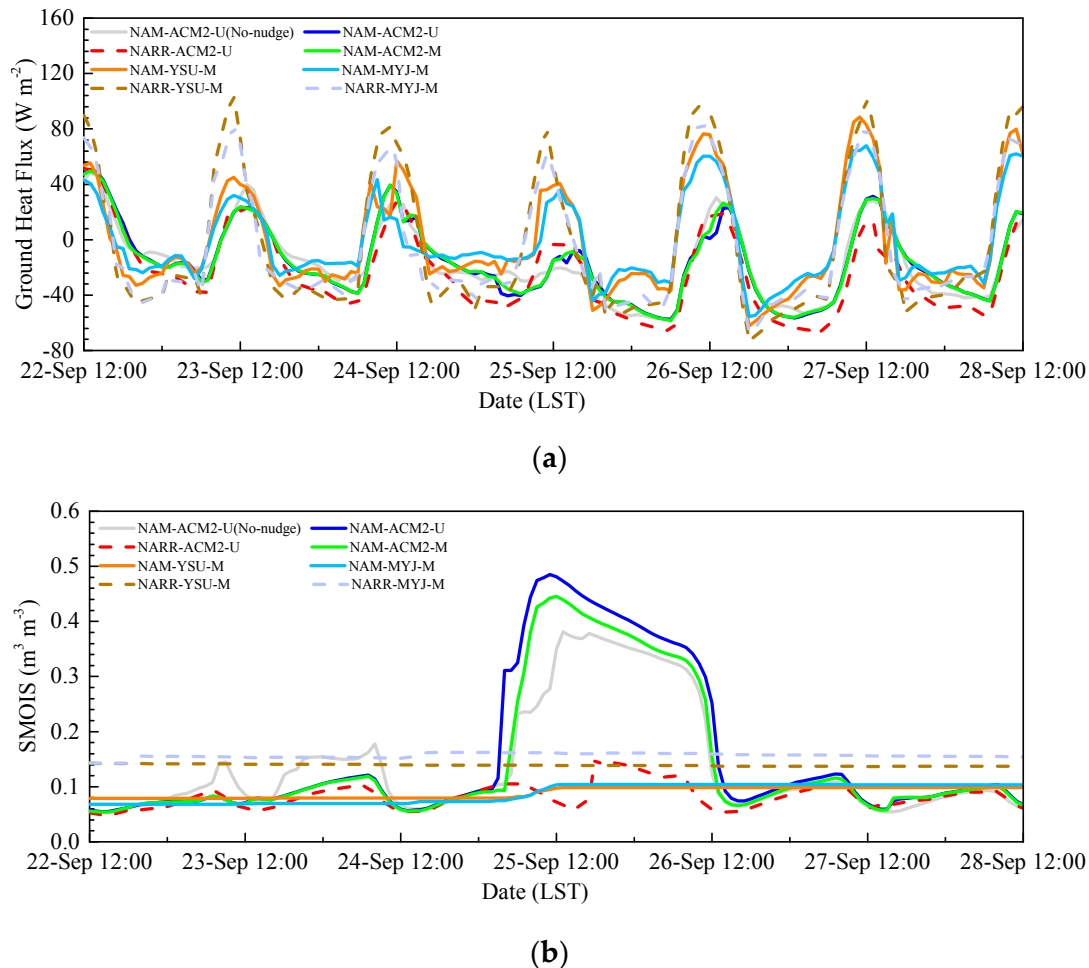 160
120
80
40
0
-40
-80
Ground Heat Flux (W m-2)
NAM-ACM2-U(No-nudge) NAM-ACM2-U
NARR-ACM2-U NAM-ACM2-M
NAM-YSU-M NAM-MYJ-M
NARR-YSU-M NARR-MYJ-M
22-Sep 12:00 23-Sep 12:00 24-Sep 12:00 25-Sep 12:00 26-Sep 12:00 27-Sep 12:00 28-Sep 12:00
Date (LST)
(a)
0.6
0.5
0.4
0.3
0.2
0.1
0.0
SMOIS (m3 m-3)
NAM-ACM2-U(No-nudge) NAM-ACM2-U
NARR-ACM2-U NAM-ACM2-M
NAM-YSU-M NAM-MYJ-M
NARR-YSU-M NARR-MYJ-M
22-Sep 12:00 23-Sep 12:00 24-Sep 12:00 25-Sep 12:00 26-Sep 12:00 27-Sep 12:00 28-Sep 12:00
Date (LST)
(b)